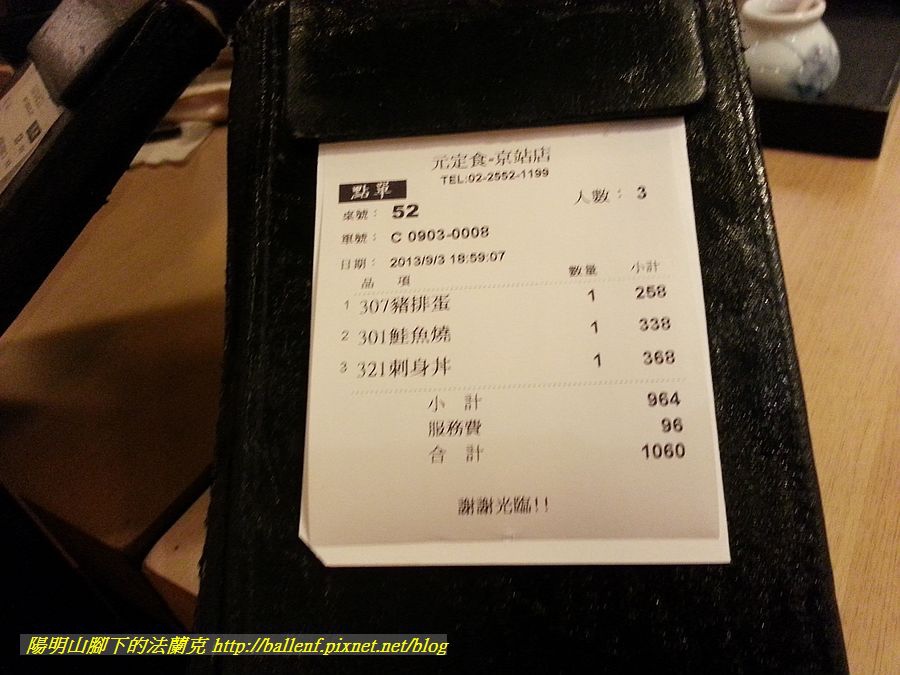 元定食-京站店
TEL:02-2552-1199
點單
人數： 3
桌號： 52
單號： C 0903-0008
日期： 2013/9/3 18:59:07
品 項 數量 小計
1 307豬排蛋 1 258
2 301鮭魚燒 1 338
3 321刺身丼 1 368
小 計 964
服務費 96
合 計 1060
謝謝光臨!!
陽明山腳下的法蘭克 http://ballenf.pixnet.net/blog